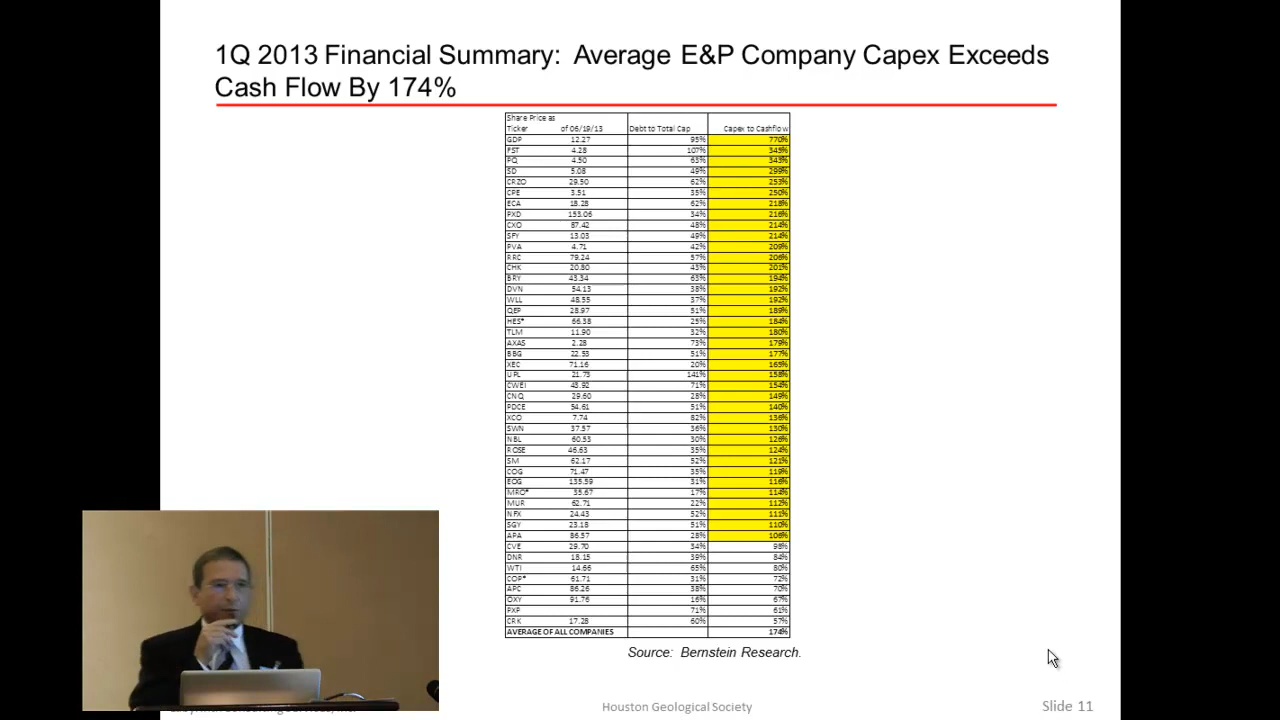 1Q 2013 Financial Summary: Average E&P Company Capex Exceeds
Cash Flow By 174%
Share Price as
Ticker of 06/19/13 Debt to Total Cap Capex to Cashflow
GDP 12.27 95% 770%
FST 4.28 107% 345%
PQ 4.50 63% 343%
SD 5.08 49% 299%
CRZO 29.50 62% 253%
CPE 3.51 35% 250%
ECA 18.28 62% 218%
PXD 153.06 34% 216%
CXO 87.42 48% 214%
SFY 13.03 49% 214%
PVA 4.71 42% 209%
RRC 79.24 57% 206%
CHK 20.80 43% 201%
BRY 43.34 63% 194%
DVN 54.13 38% 192%
WLL 48.55 37% 192%
QEP 28.97 51% 189%
HES* 66.38 25% 184%
TLM 11.90 32% 180%
AXAS 2.28 73% 179%
BBG 22.53 51% 177%
XEC 71.16 20% 165%
UPL 21.73 141% 158%
CWEI 43.92 71% 154%
CNQ 29.60 28% 149%
PDCE 54.61 51% 140%
XCO 7.74 82% 136%
SWN 37.57 36% 130%
NBL 60.53 30% 126%
ROSE 46.63 35% 124%
SM 62.17 52% 121%
COG 71.47 35% 119%
EOG 135.59 31% 116%
MRO* 35.67 17% 114%
MUR 62.71 22% 112%
NFX 24.43 52% 111%
SGY 23.18 51% 110%
APA 86.57 28% 106%
CVE 29.70 34% 98%
DNR 18.15 39% 84%
WTI 14.66 65% 80%
COP* 61.71 31% 72%
APC 86.26 38% 70%
OXY 91.76 16% 67%
PXP 71% 61%
CRK 17.28 60% 57%
AVERAGE OF ALL COMPANIES 174%
Source: Bernstein Research.
Houston Geological Society
Slide 11